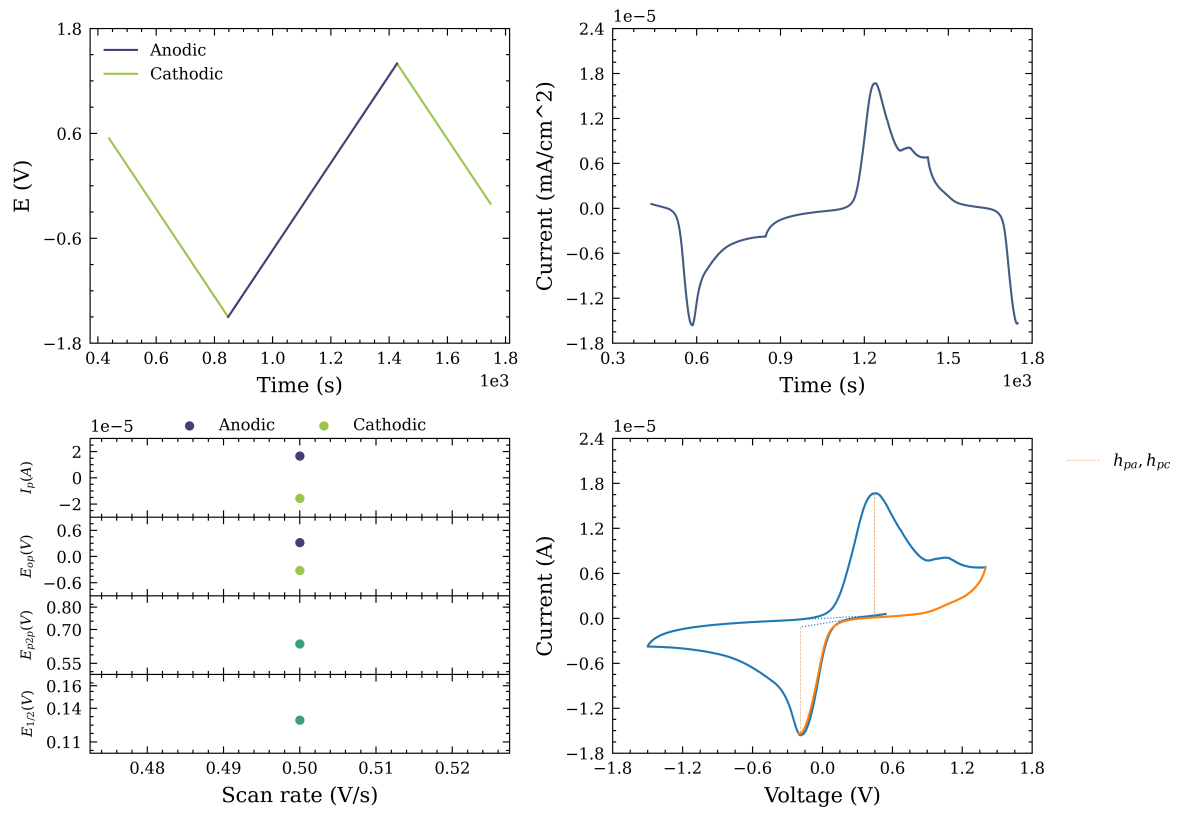 1.8
0.6
−0.6
−1.8
E (V)
Anodic
Cathodic
0.4 0.6 0.8 1.0 1.2 1.4 1.6 1.8
Time (s)
1e3
1e−5
2.4
1.8
1.2
0.6
0.0
−0.6
−1.2
−1.8
Current (mA/cm^2)
0.3 0.6 0.9 1.2 1.5 1.8
Time (s)
1e3
1e−5
Anodic Cathodic
2
0
−2
I_p(A)
0.6
0.0
−0.6
E_op(V)
0.80
0.70
0.55
E_p2p(V)
0.16
0.14
0.11
E_1/2(V)
0.48 0.49 0.50 0.51 0.52
Scan rate (V/s)
1e−5
2.4
1.8
1.2
0.6
0.0
−0.6
−1.2
−1.8
Current (A)
−1.8 −1.2 −0.6 0.0 0.6 1.2 1.8
Voltage (V)
h_pa, h_pc